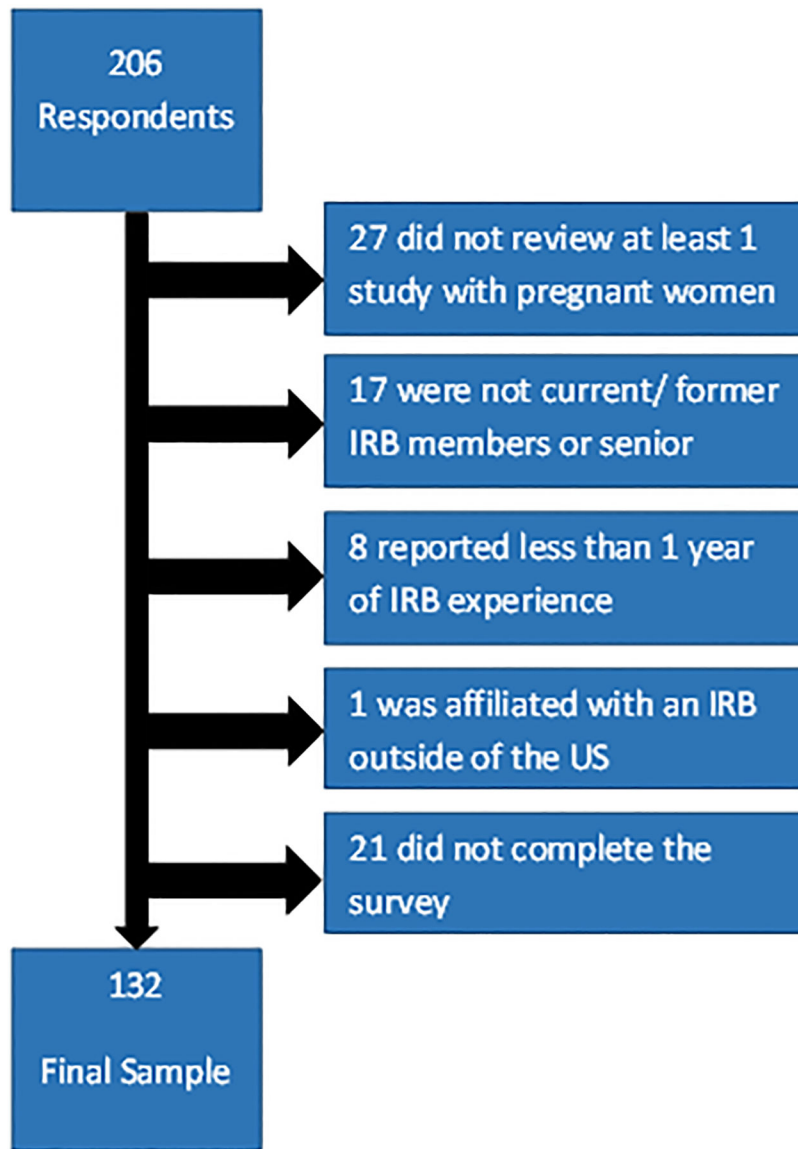 206
Respondents
27 did not review at least 1
study with pregnant women
17 were not current/ former
IRB members or senior
8 reported less than 1 year
of IRB experience
1 was affiliated with an IRB
outside of the US
21 did not complete the
survey
132
Final Sample